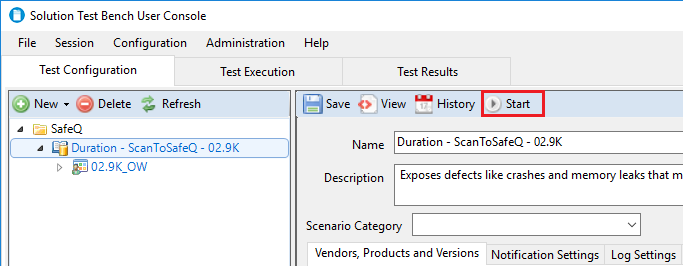 Solution Test Bench User Console
File Session Configuration Administration Help
Test Configuration Test Execution Test Results
New Delete Refresh
Save View History Start
SafeQ
Duration - ScanToSafeQ - 02.9K
02.9K_OW
Name Duration - ScanToSafeQ - 02.9K
Description Exposes defects like crashes and memory leaks that m
Scenario Category
Vendors, Products and Versions Notification Settings Log Settings